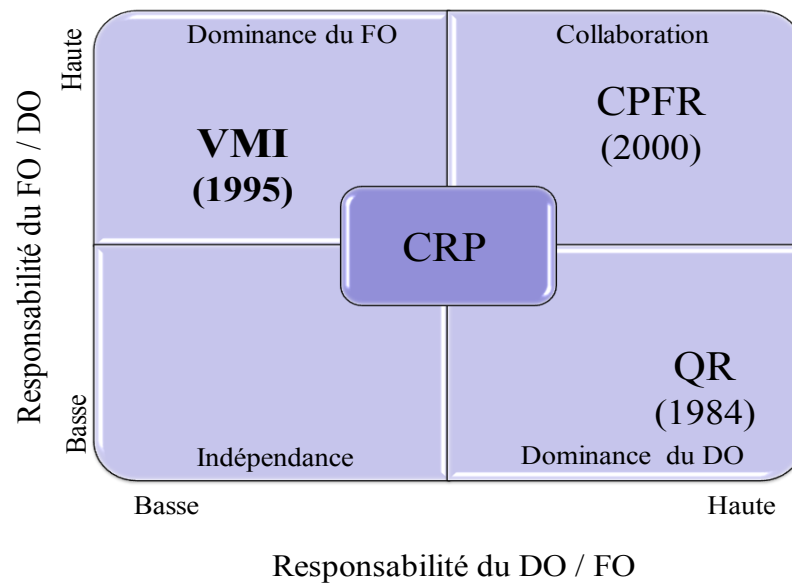 Dominance du FO
Collaboration
Haute
VMI
(1995)
CPFR
(2000)
Responsabilité du FO / DO
CRP
QR
(1984)
Basse
Indépendance
Dominance du DO
Basse
Haute
Responsabilité du DO / FO